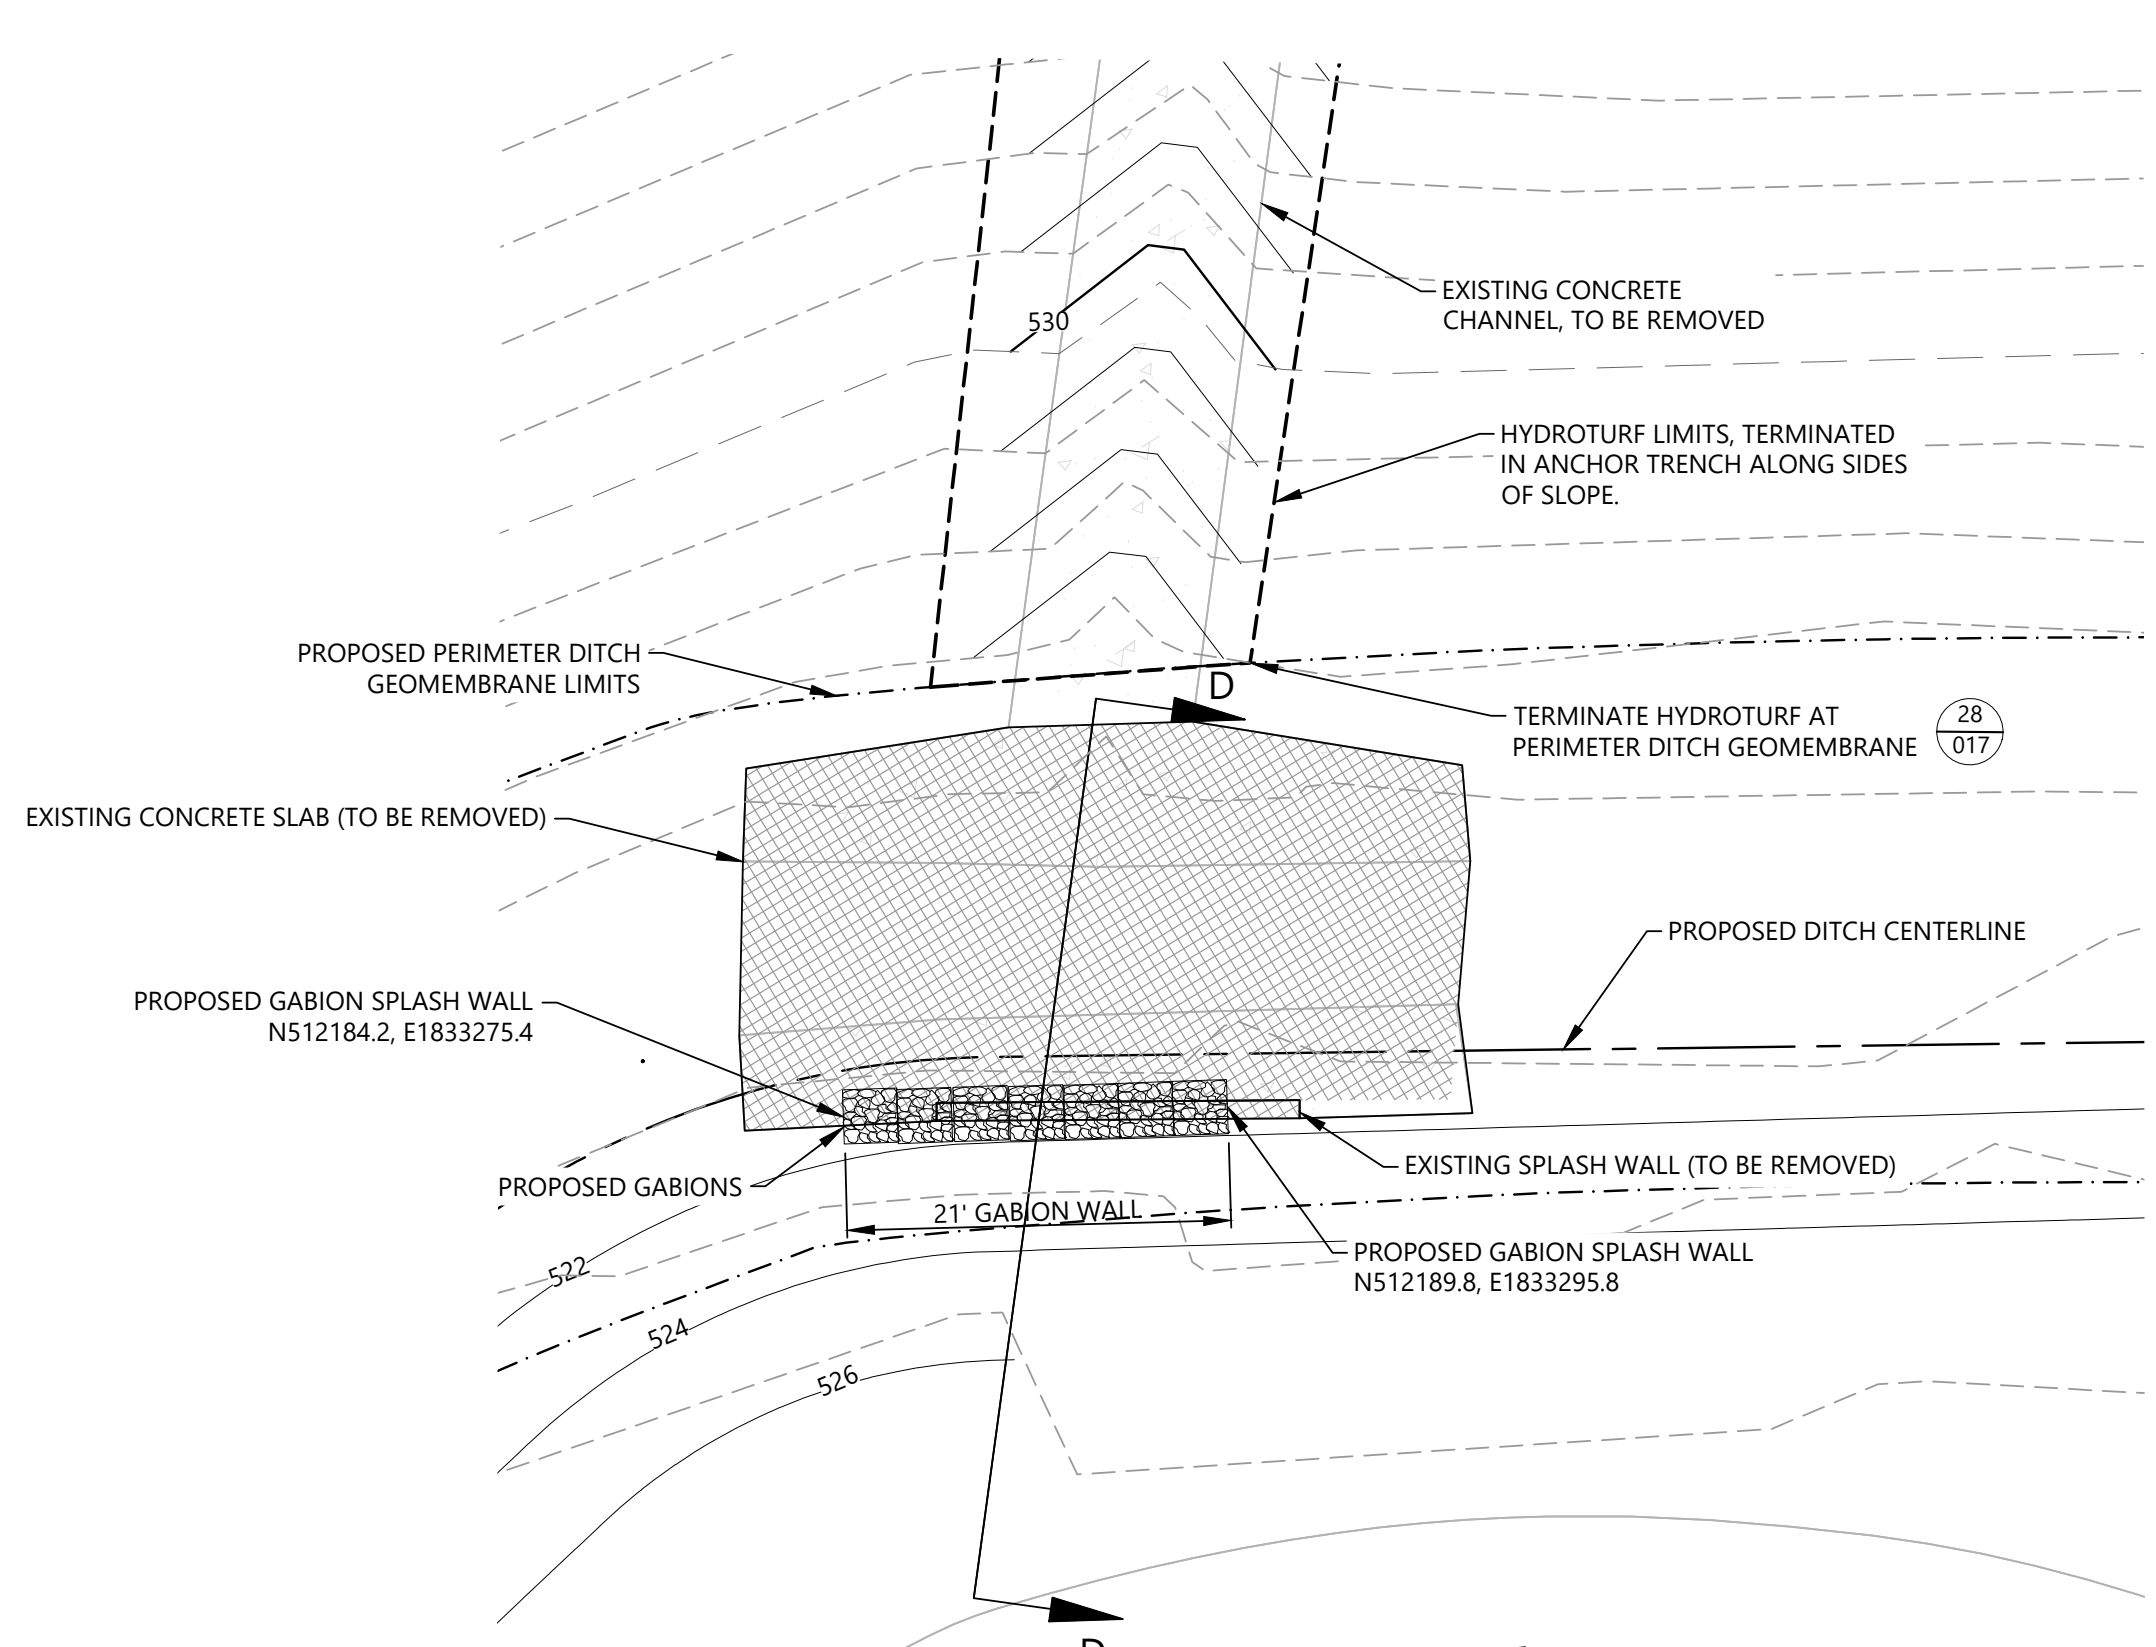 EXISTING CONCRETE
CHANNEL, TO BE REMOVED
530
HYDROTURF LIMITS, TERMINATED
IN ANCHOR TRENCH ALONG SIDES
OF SLOPE.
PROPOSED PERIMETER DITCH
GEOMEMBRANE LIMITS
D
TERMINATE HYDROTURF AT
PERIMETER DITCH GEOMEMBRANE
28
017
EXISTING CONCRETE SLAB (TO BE REMOVED)
PROPOSED DITCH CENTERLINE
PROPOSED GABION SPLASH WALL
N512184.2, E1833275.4
PROPOSED GABIONS
EXISTING SPLASH WALL (TO BE REMOVED)
21' GABION WALL
PROPOSED GABION SPLASH WALL
N512189.8, E1833295.8
522
524
526
D